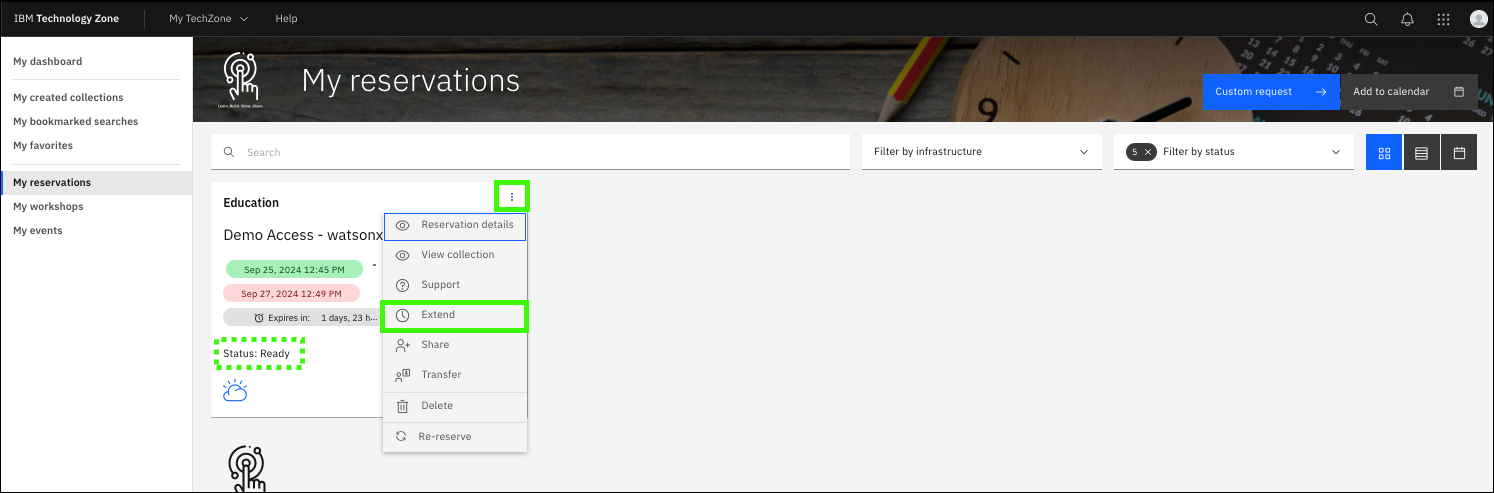 IBM Technology Zone
My TechZone
Help
My dashboard
My created collections
My bookmarked searches
My favorites
My reservations
My workshops
My events
Learn. Build. Show. Share.
My reservations
Custom request
Add to calendar
Search
Filter by infrastructure
5 × Filter by status
Education
Demo Access - watsonx
Sep 25, 2024 12:45 PM -
Sep 27, 2024 12:49 PM
Expires in: 1 days, 23 h...
Status: Ready
Reservation details
View collection
Support
Extend
Share
Transfer
Delete
Re-reserve